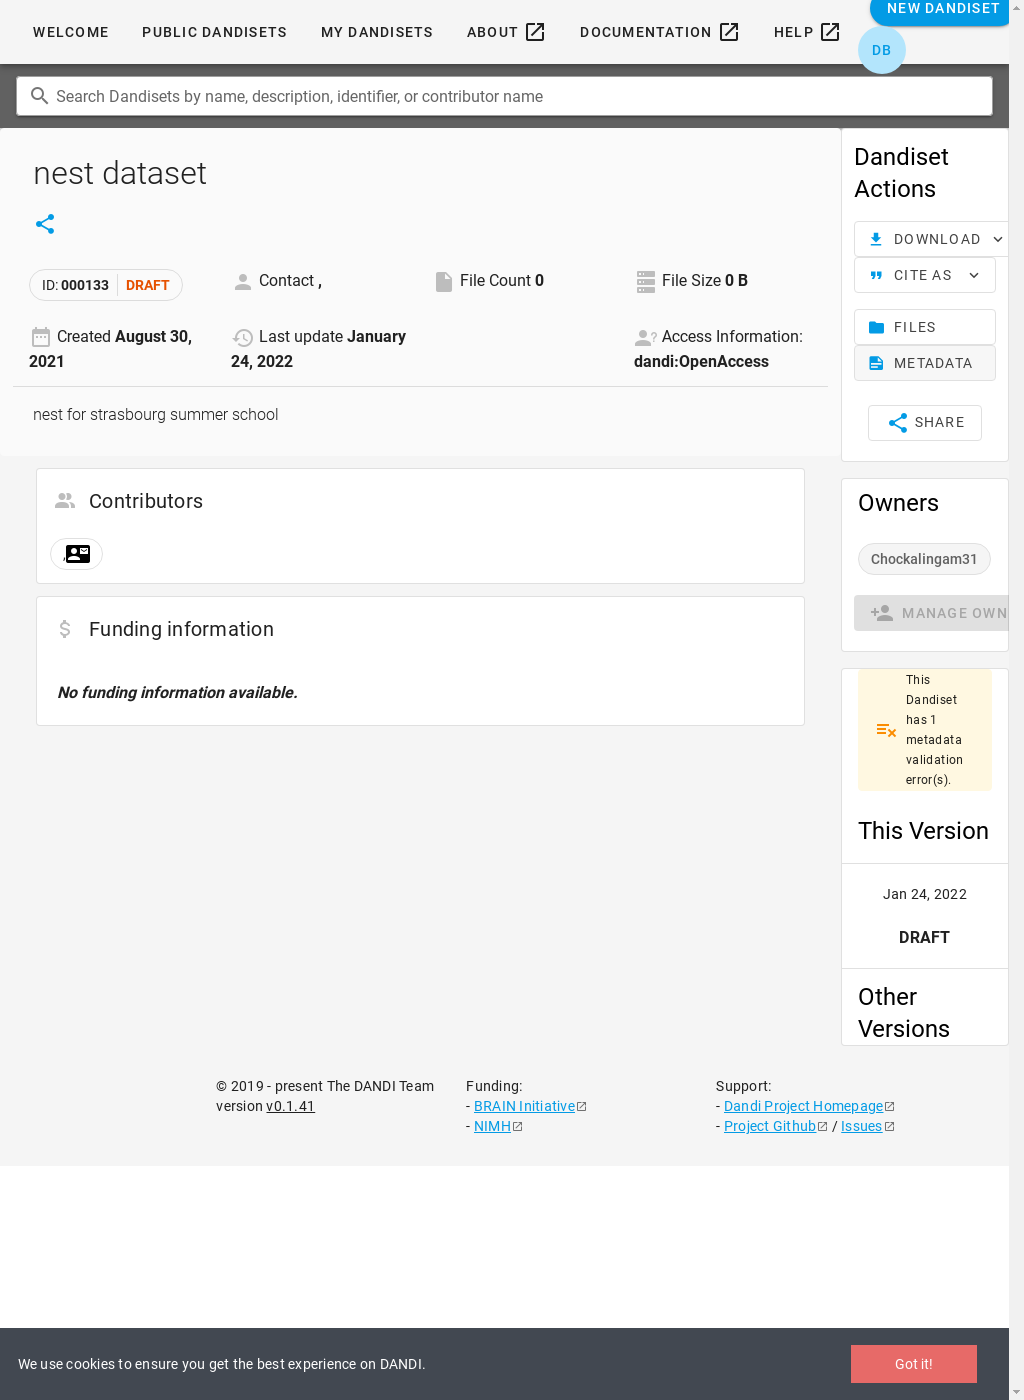 WELCOME
PUBLIC DANDISETS
MY DANDISETS
ABOUT
DOCUMENTATION
HELP
NEW DANDISET
DB
Search Dandisets by name, description, identifier, or contributor name
nest dataset
ID: 000133 DRAFT
Contact ,
File Count 0
File Size 0 B
Created August 30,
2021
Last update January
24, 2022
Access Information:
dandi:OpenAccess
nest for strasbourg summer school
Contributors
,
Funding information
No funding information available.
Dandiset
Actions
DOWNLOAD
CITE AS
FILES
METADATA
SHARE
Owners
Chockalingam31
MANAGE OWN
This
Dandiset
has 1
metadata
validation
error(s).
This Version
Jan 24, 2022
DRAFT
Other
Versions
© 2019 - present The DANDI Team
version v0.1.41
Funding:
- BRAIN Initiative
- NIMH
Support:
- Dandi Project Homepage
- Project Github / Issues
We use cookies to ensure you get the best experience on DANDI.
Got it!